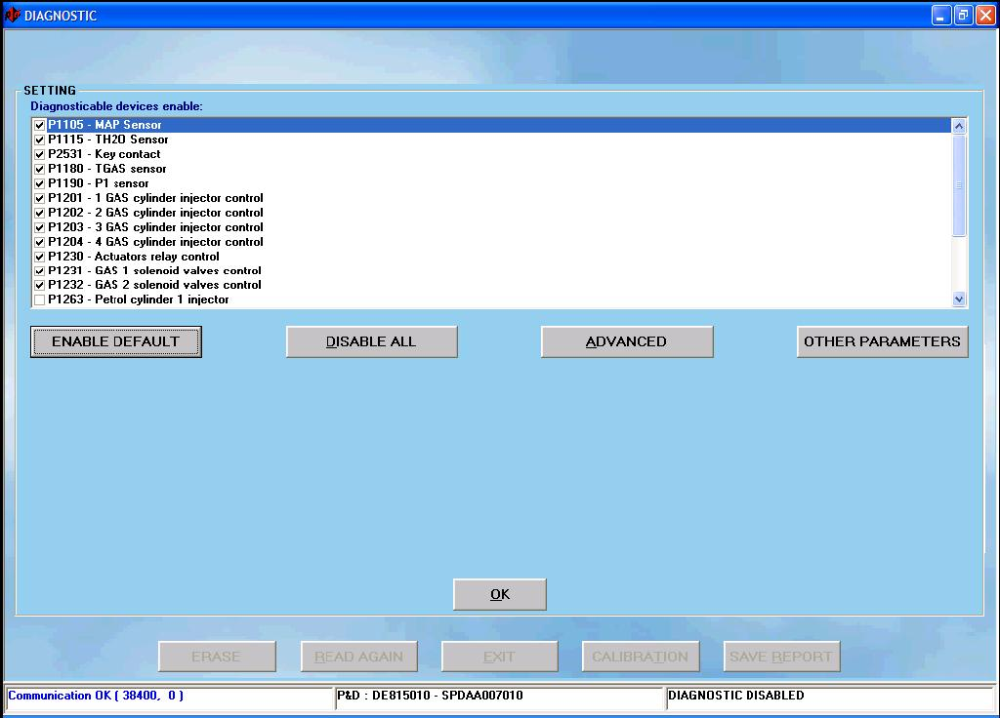 DIAGNOSTIC
SETTING
Diagnosticable devices enable:
P1105 - MAP Sensor
P1115 - TH2O Sensor
P2531 - Key contact
P1180 - TGAS sensor
P1190 - P1 sensor
P1201 - 1 GAS cylinder injector control
P1202 - 2 GAS cylinder injector control
P1203 - 3 GAS cylinder injector control
P1204 - 4 GAS cylinder injector control
P1230 - Actuators relay control
P1231 - GAS 1 solenoid valves control
P1232 - GAS 2 solenoid valves control
P1263 - Petrol cylinder 1 injector
ENABLE DEFAULT DISABLE ALL ADVANCED OTHER PARAMETERS
OK
ERASE READ AGAIN EXIT CALIBRATION SAVE REPORT
Communication OK ( 38400, 0 ) P&D : DE815010 - SPDAA007010 DIAGNOSTIC DISABLED